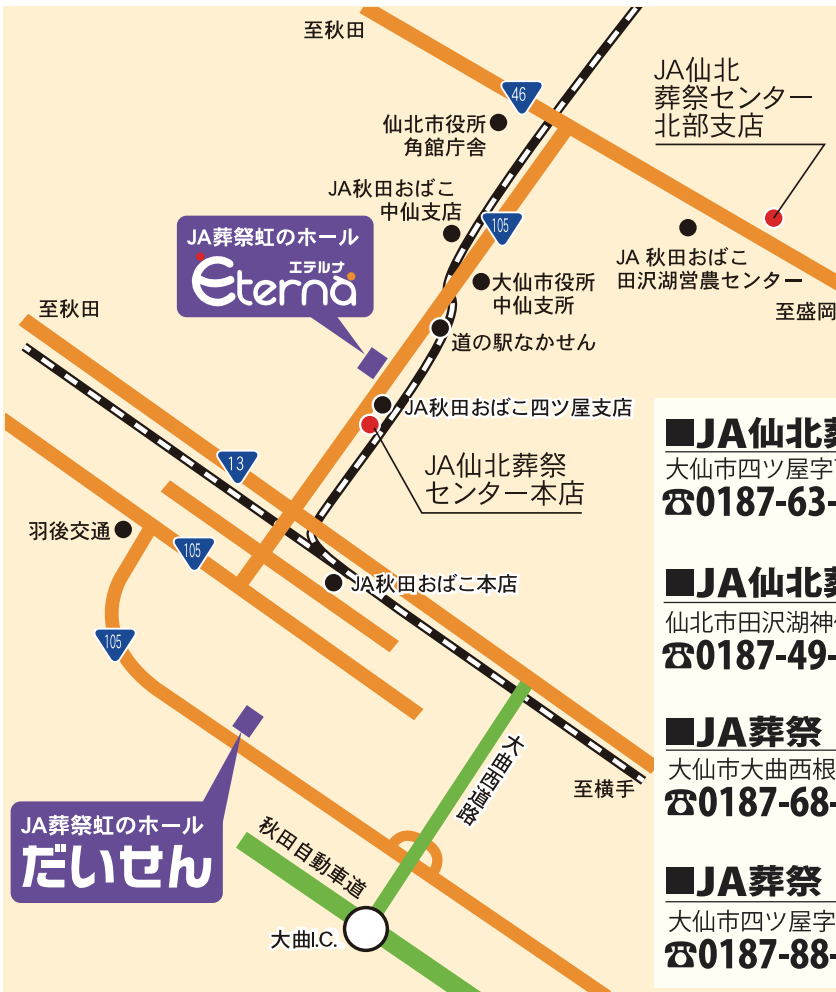 至秋田
46
JA仙北
葬祭センター
北部支店
仙北市役所
角館庁舎
JA秋田おばこ
中仙支店
105
JA葬祭虹のホール
エテルナ
Eterna
大仙市役所
中仙支所
JA 秋田おばこ
田沢湖営農センター
至盛岡
至秋田
道の駅なかせん
JA秋田おばこ四ツ屋支店
13
JA仙北葬祭
センター本店
羽後交通
105
JA秋田おばこ本店
105
大曲西道路
至横手
JA葬祭虹のホール
だいせん
秋田自動車道
大曲I.C.
■JA仙北葬
大仙市四ツ屋字
☎0187-63-
■JA仙北葬
仙北市田沢湖神
☎0187-49-
■JA葬祭
大仙市大曲西根
☎0187-68-
■JA葬祭
大仙市四ツ屋字
☎0187-88-